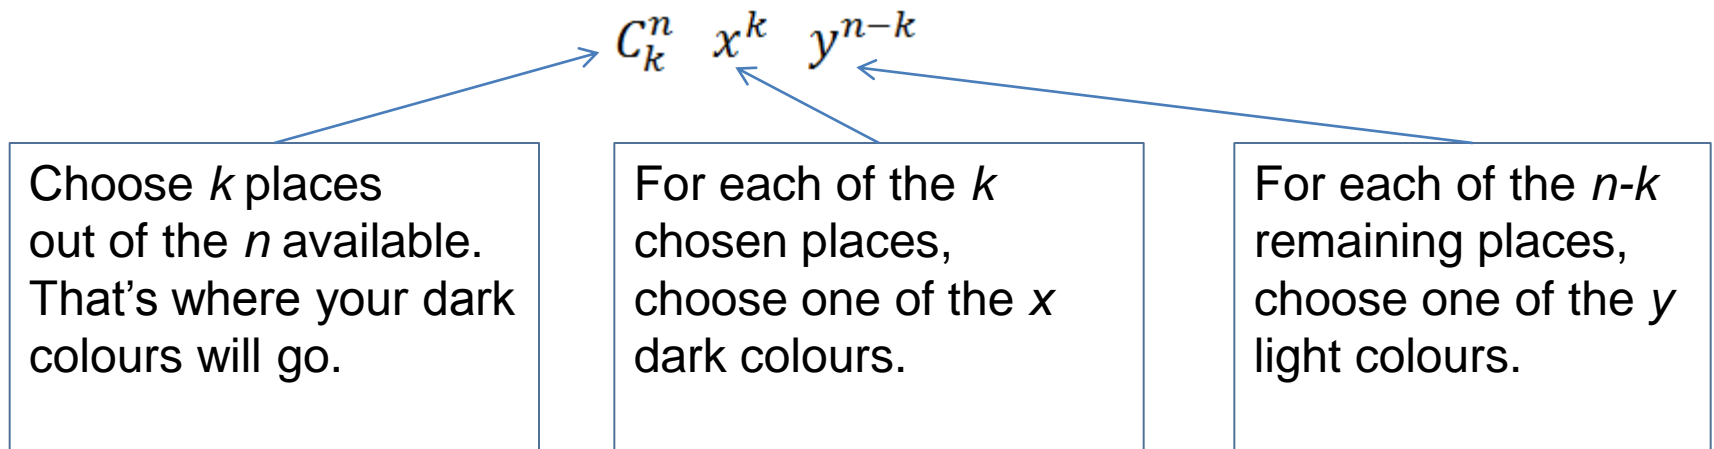 C_k^n x^k y^{n-k}
Choose k places
out of the n available.
That's where your dark
colours will go.
For each of the k
chosen places,
choose one of the x
dark colours.
For each of the n-k
remaining places,
choose one of the y
light colours.